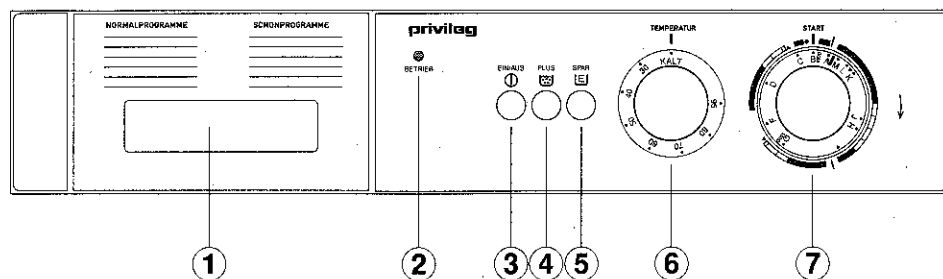 NORMALPROGRAMME
SCHONPROGRAMME
privileg
BETRIEB
EIN/AUS
PLUS
SPAR
E
TEMPERATUR
KALT
30
40
50
60
70
80
95
START
C
D
F
J
H
K
1
2
3
4
5
6
7